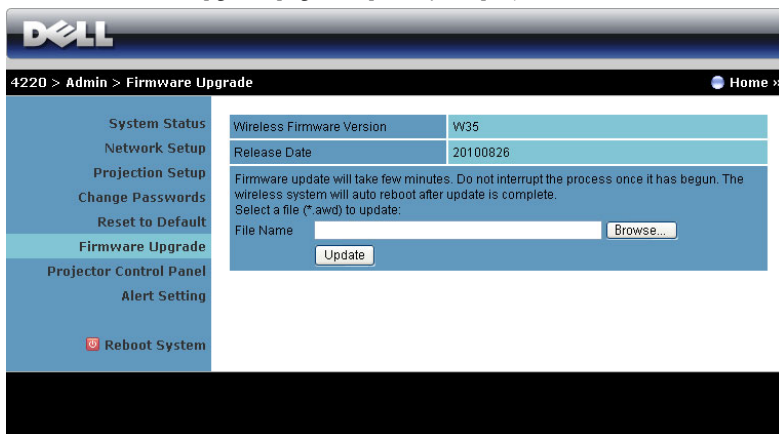 DELL
4220 > Admin > Firmware Upgrade
Home »
System Status
Network Setup
Projection Setup
Change Passwords
Reset to Default
Firmware Upgrade
Projector Control Panel
Alert Setting
Reboot System
Wireless Firmware Version W35
Release Date 20100826
Firmware update will take few minutes. Do not interrupt the process once it has begun. The
wireless system will auto reboot after update is complete.
Select a file (*.awd) to update:
File Name Browse...
Update